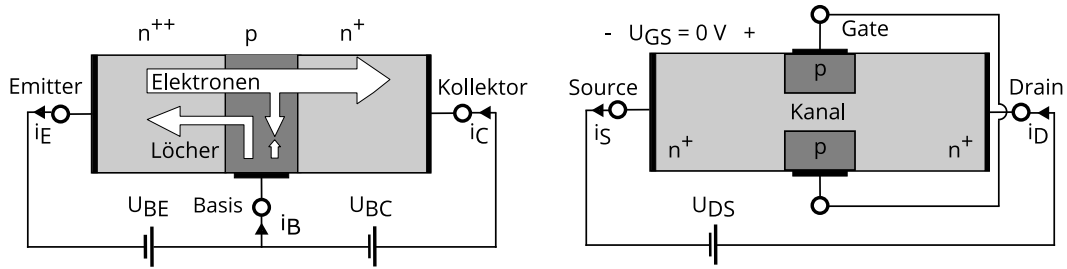 n++ p n+
Emitter
Elektronen
Kollektor
iE
Löcher
iC
UBE
Basis
UBC
iB
- UGS = 0 V +
Gate
p
Source
Drain
Kanal
iS
iD
n+ p n+
UDS